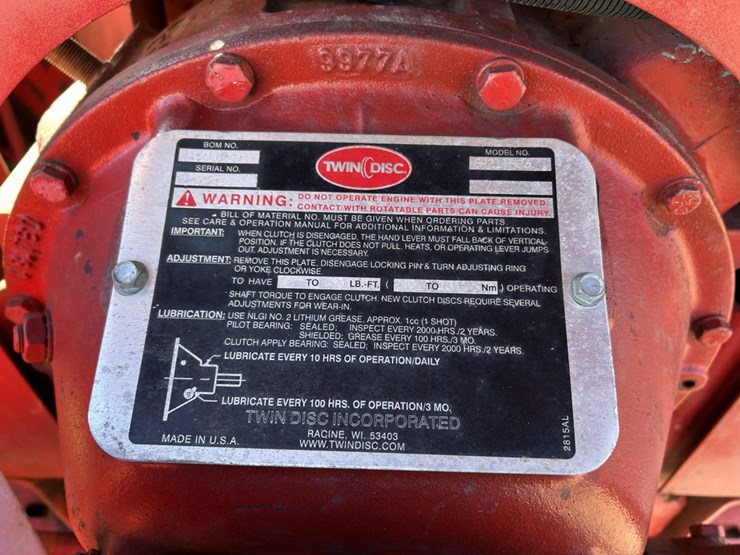 9977A
BOM NO.
MODEL NO.
SERIAL NO.
TWIN DISC.
WARNING: DO NOT OPERATE ENGINE WITH THIS PLATE REMOVED.
CONTACT WITH ROTATABLE PARTS CAN CAUSE INJURY.
BILL OF MATERIAL NO. MUST BE GIVEN WHEN ORDERING PARTS.
SEE CARE & OPERATION MANUAL FOR ADDITIONAL INFORMATION & LIMITATIONS.
IMPORTANT: WHEN CLUTCH IS DISENGAGED, THE HAND LEVER MUST FALL BACK OF VERTICAL
POSITION. IF THE CLUTCH DOES NOT PULL, HEATS, OR OPERATING LEVER JUMPS
OUT, ADJUSTMENT IS NECESSARY.
ADJUSTMENT: REMOVE THIS PLATE, DISENGAGE LOCKING PIN & TURN ADJUSTING RING
OR YOKE CLOCKWISE.
TO HAVE TO LB.-FT. ( TO Nm ) OPERATING
SHAFT TORQUE TO ENGAGE CLUTCH. NEW CLUTCH DISCS REQUIRE SEVERAL
ADJUSTMENTS FOR WEAR-IN.
LUBRICATION: USE NLGI NO. 2 LITHIUM GREASE, APPROX. 1cc (1 SHOT)
PILOT BEARING: SEALED: INSPECT EVERY 2000 HRS./2 YEARS.
SHIELDED: GREASE EVERY 100 HRS./3 MO.
CLUTCH APPLY BEARING: SEALED; INSPECT EVERY 2000 HRS./2 YEARS.
LUBRICATE EVERY 10 HRS OF OPERATION/DAILY
LUBRICATE EVERY 100 HRS. OF OPERATION/3 MO.
TWIN DISC INCORPORATED
MADE IN U.S.A.
RACINE, WI. 53403
WWW.TWINDISC.COM
2815AL